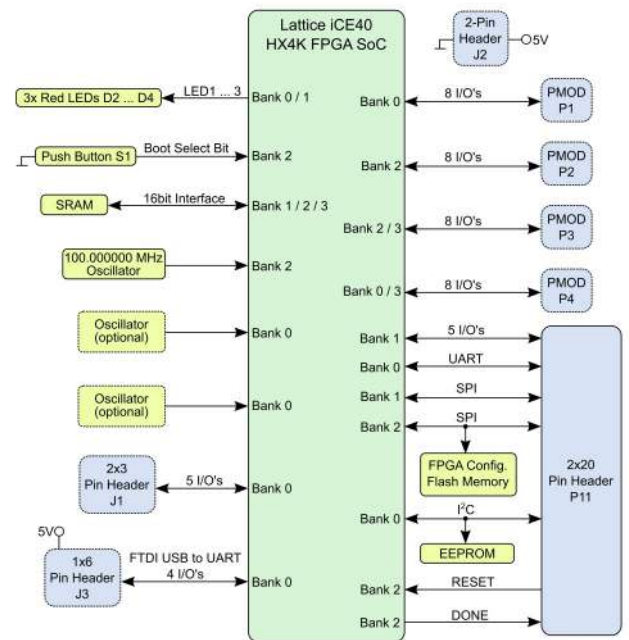 Lattice iCE40
HX4K FPGA SoC
2-Pin
Header
J2
5V
3x Red LEDs D2 ... D4
LED1 ... 3
Bank 0 / 1
Bank 0
8 I/O's
PMOD
P1
Push Button S1
Boot Select Bit
Bank 2
Bank 2
8 I/O's
PMOD
P2
SRAM
16bit Interface
Bank 1 / 2 / 3
Bank 2 / 3
8 I/O's
PMOD
P3
100.000000 MHz
Oscillator
Bank 2
Bank 0 / 3
8 I/O's
PMOD
P4
Oscillator
(optional)
Bank 0
Bank 1
5 I/O's
Bank 0
UART
Bank 1
SPI
Oscillator
(optional)
Bank 0
Bank 2
SPI
FPGA Config.
Flash Memory
2x20
Pin Header
P11
2x3
Pin Header
J1
5 I/O's
Bank 0
Bank 0
I²C
EEPROM
5V
1x6
Pin Header
J3
FTDI USB to UART
4 I/O's
Bank 0
Bank 2
RESET
Bank 2
DONE